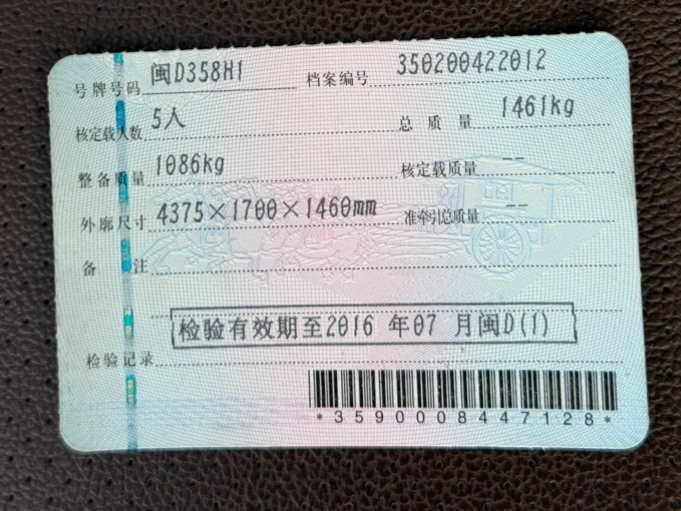 号牌号码 闽D358H1 档案编号 350200422012
核定载人数 5人 总质量 1461kg
整备质量 1086kg 核定载质量 --
外廓尺寸 4375×1700×1460mm 准牵引总质量 --
备注
检验有效期至2016 年07 月闽D(1)
检验记录
*3590008447128*